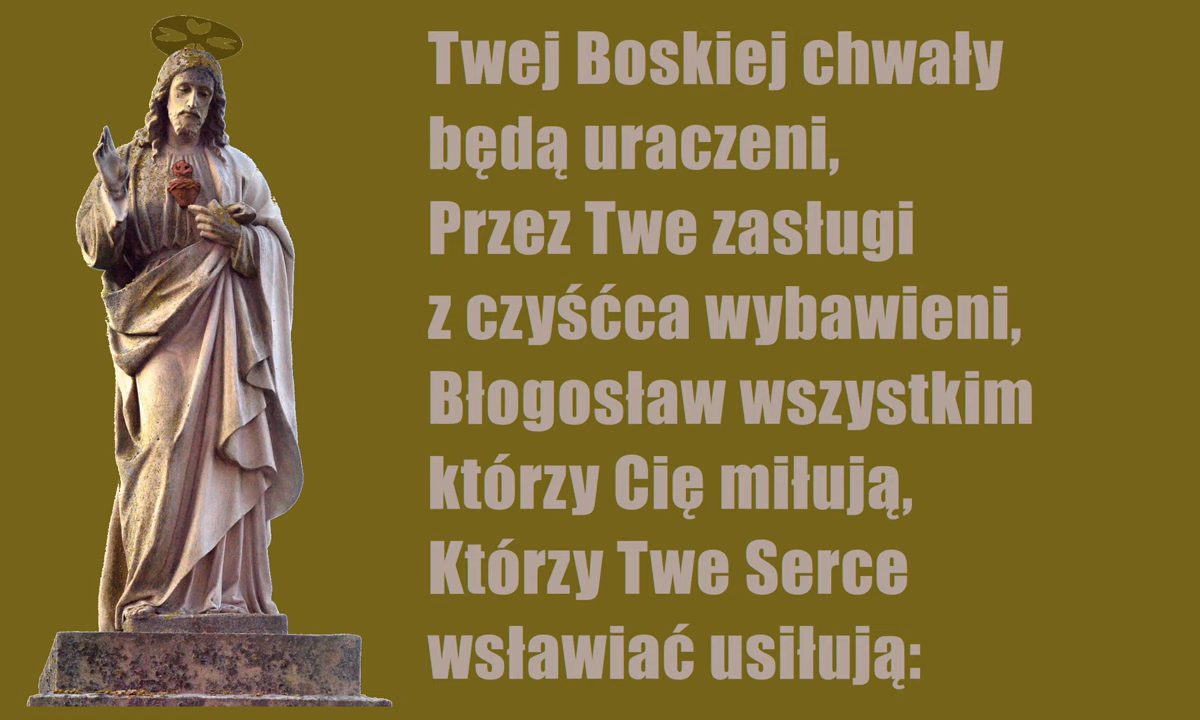 Twej Boskiej chwały
będą uraczeni,
Przez Twe zasługi
z czyśćca wybawieni,
Błogosław wszystkim
którzy Cię miłują,
Którzy Twe Serce
wsławiać usiłują: